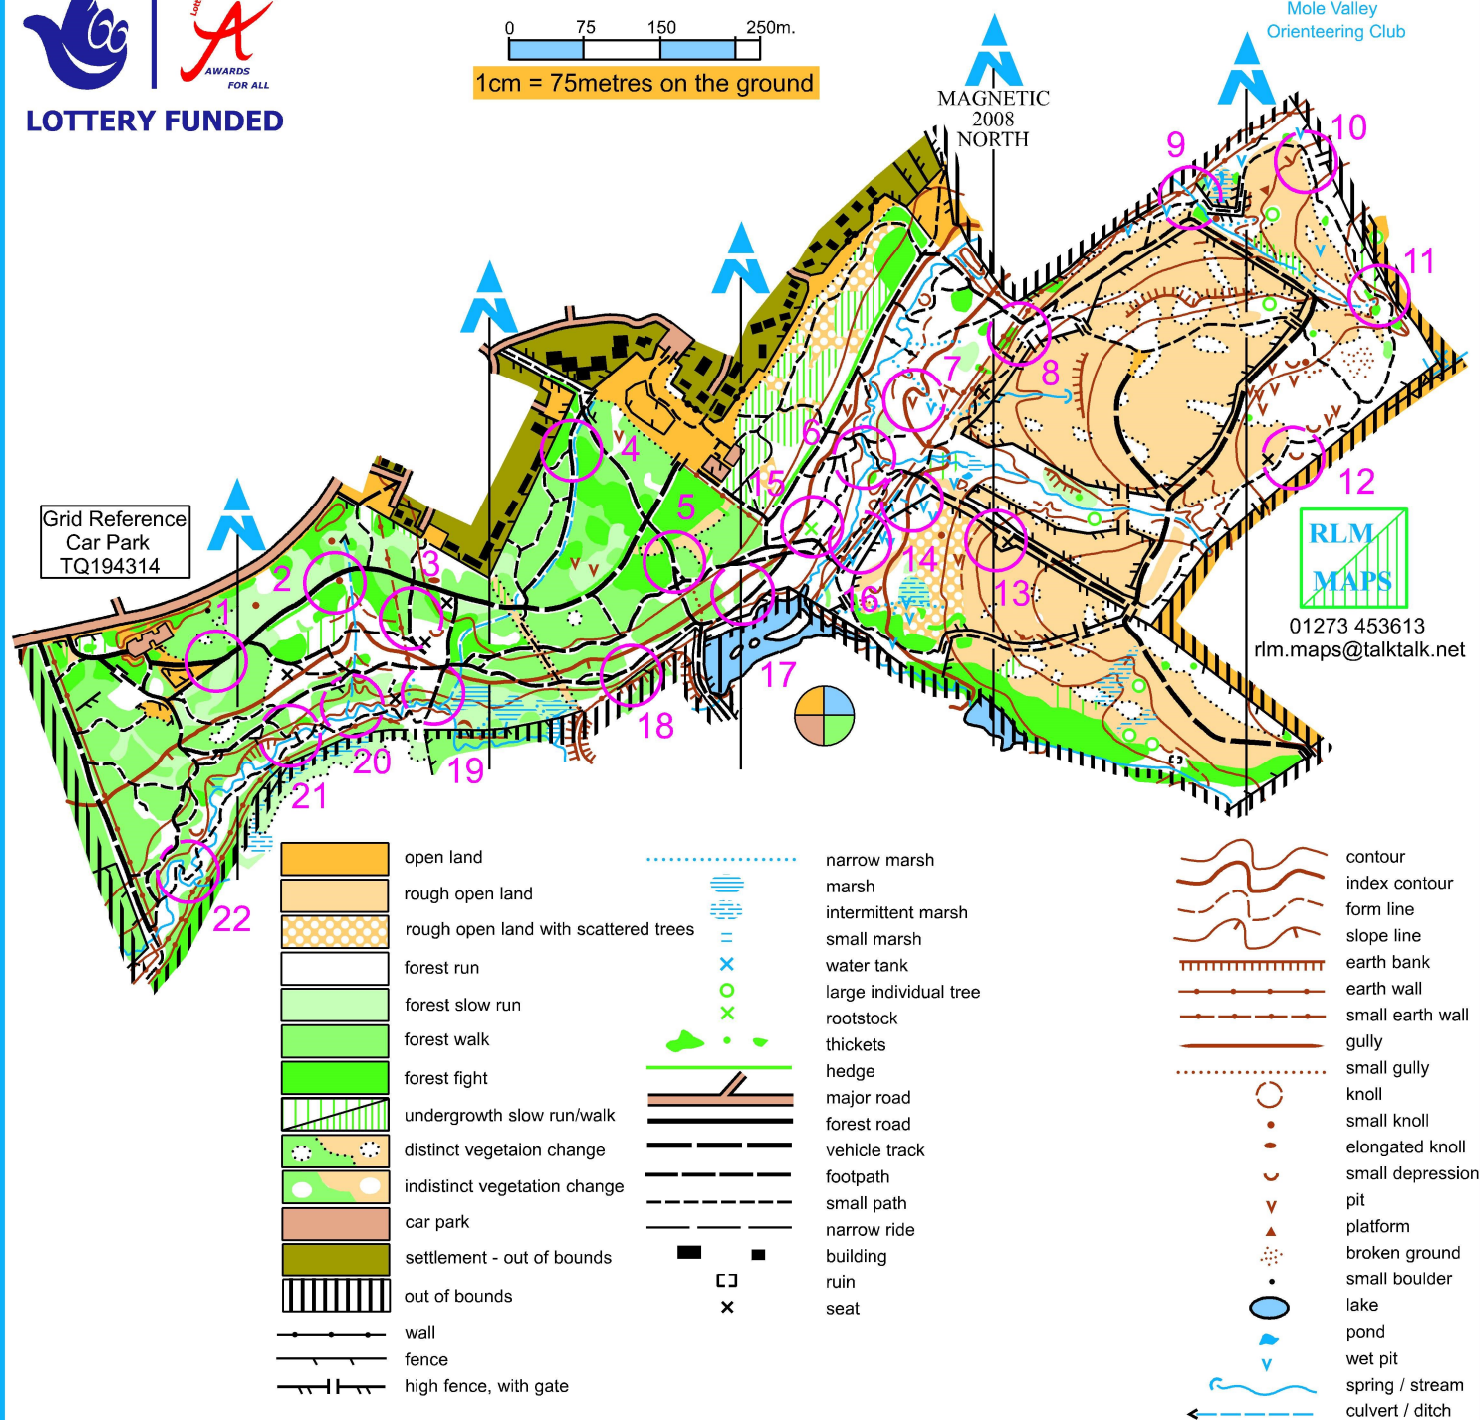 Lott
AWARDS
FOR ALL
LOTTERY FUNDED
0 75 150 250m.
1cm = 75metres on the ground
Mole Valley
Orienteering Club
N
N
N
N
N
MAGNETIC
2008
NORTH
Grid Reference
Car Park
TQ194314
1
2
3
4
5
6
7
8
9
10
11
12
13
14
15
16
17
18
19
20
21
22
RLM
MAPS
01273 453613
rlm.maps@talktalk.net
open land
rough open land
rough open land with scattered trees
forest run
forest slow run
forest walk
forest fight
undergrowth slow run/walk
distinct vegetaion change
indistinct vegetation change
car park
settlement - out of bounds
out of bounds
wall
fence
high fence, with gate
narrow marsh
marsh
intermittent marsh
small marsh
water tank
large individual tree
rootstock
thickets
hedge
major road
forest road
vehicle track
footpath
small path
narrow ride
building
ruin
seat
contour
index contour
form line
slope line
earth bank
earth wall
small earth wall
gully
small gully
knoll
small knoll
elongated knoll
small depression
pit
platform
broken ground
small boulder
lake
pond
wet pit
spring / stream
culvert / ditch